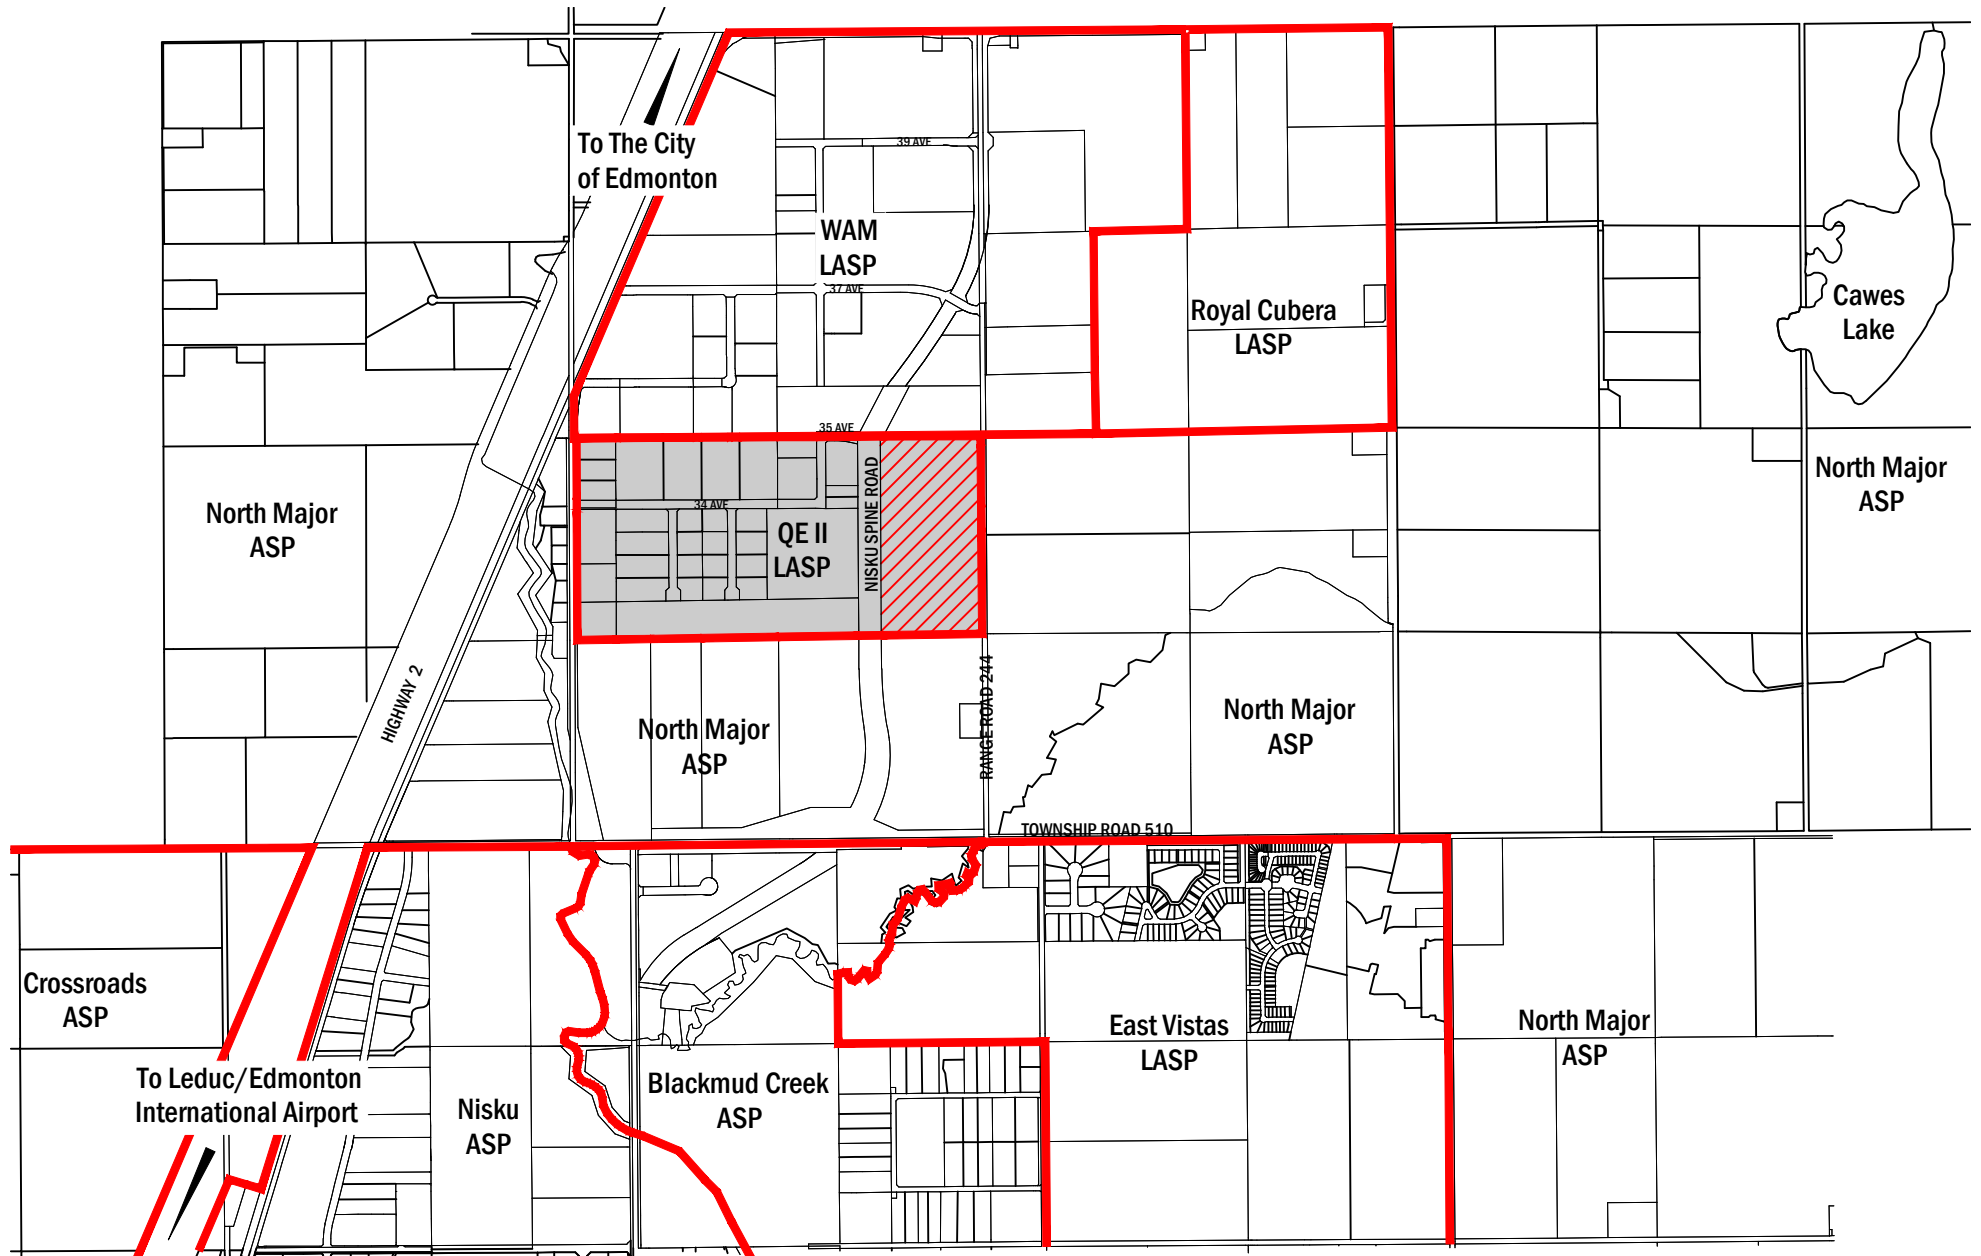 To The City
of Edmonton
39 AVE
WAM
LASP
37 AVE
Royal Cubera
LASP
Cawes
Lake
35 AVE
North Major
ASP
34 AVE
QE II
LASP
NISKU SPINE ROAD
North Major
ASP
HIGHWAY 2
North Major
ASP
RANGE ROAD 244
North Major
ASP
TOWNSHIP ROAD 510
Crossroads
ASP
To Leduc/Edmonton
International Airport
Nisku
ASP
Blackmud Creek
ASP
East Vistas
LASP
North Major
ASP